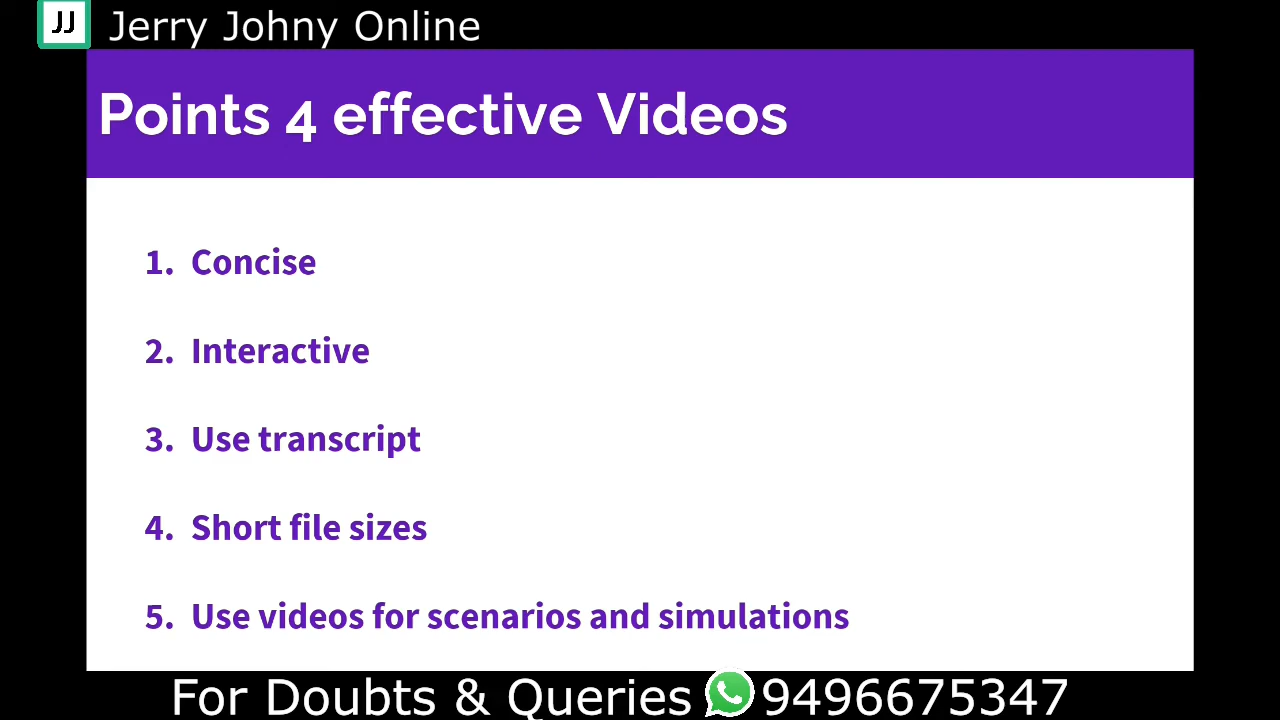 JJ Jerry Johny Online
Points 4 effective Videos
1. Concise
2. Interactive
3. Use transcript
4. Short file sizes
5. Use videos for scenarios and simulations
For Doubts & Queries 9496675347